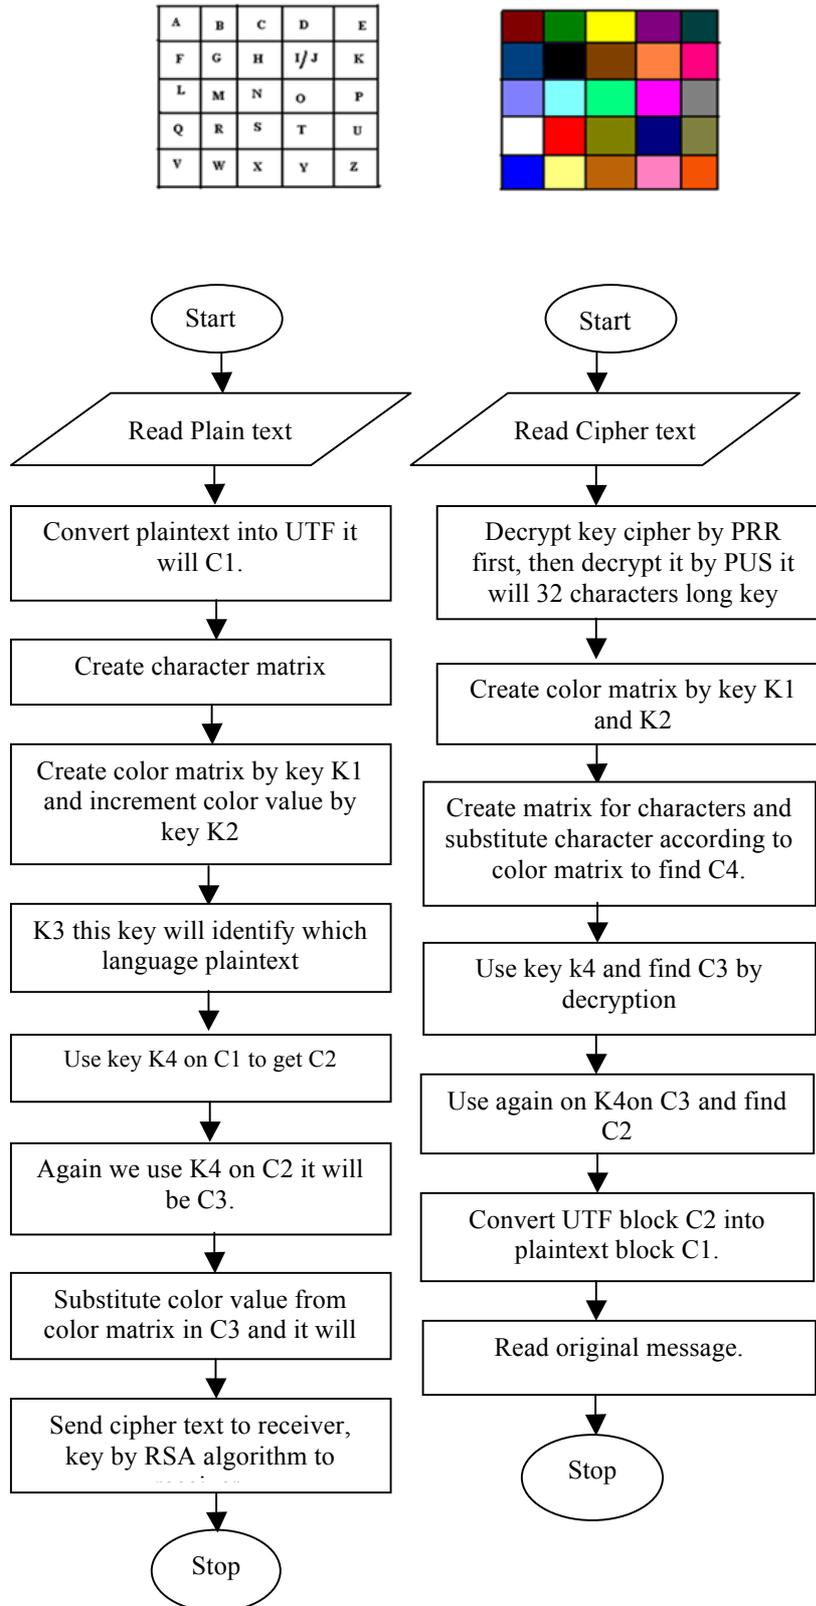 A B C D E
F G H I/J K
L M N O P
Q R S T U
V W X Y Z
Start
Read Plain text
Convert plaintext into UTF it
will C1.
Create character matrix
Create color matrix by key K1
and increment color value by
key K2
K3 this key will identify which
language plaintext
Use key K4 on C1 to get C2
Again we use K4 on C2 it will
be C3.
Substitute color value from
color matrix in C3 and it will
Send cipher text to receiver,
key by RSA algorithm to
Stop
Start
Read Cipher text
Decrypt key cipher by PRR
first, then decrypt it by PUS it
will 32 characters long key
Create color matrix by key K1
and K2
Create matrix for characters and
substitute character according to
color matrix to find C4.
Use key k4 and find C3 by
decryption
Use again on K4on C3 and find
C2
Convert UTF block C2 into
plaintext block C1.
Read original message.
Stop